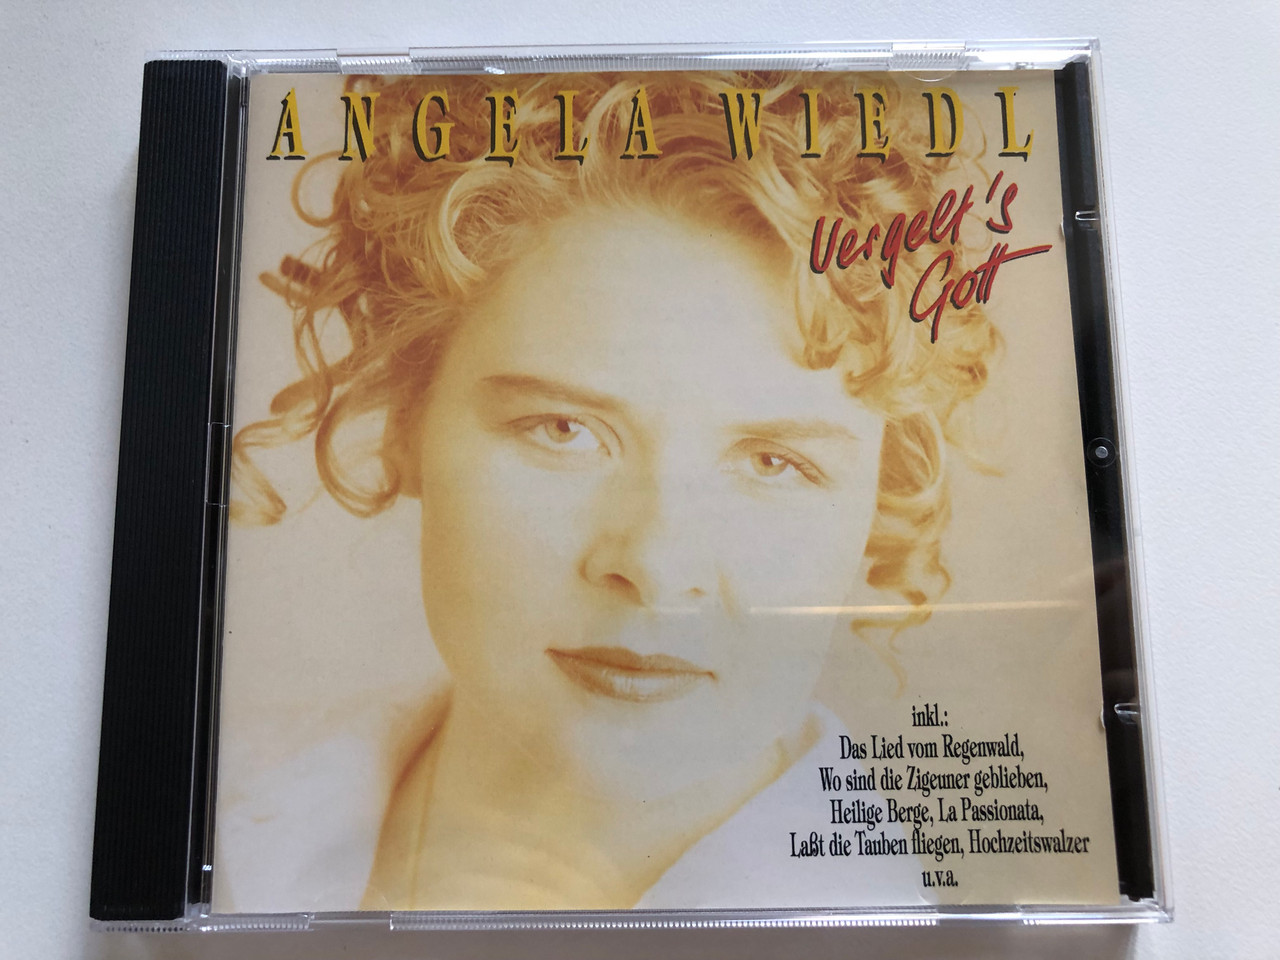 ANGELA WIEDL
Vergelt's
Gott
inkl.:
Das Lied vom Regenwald,
Wo sind die Zigeuner geblieben,
Heilige Berge, La Passionata,
Laßt die Tauben fliegen, Hochzeitswalzer
u.v.a.